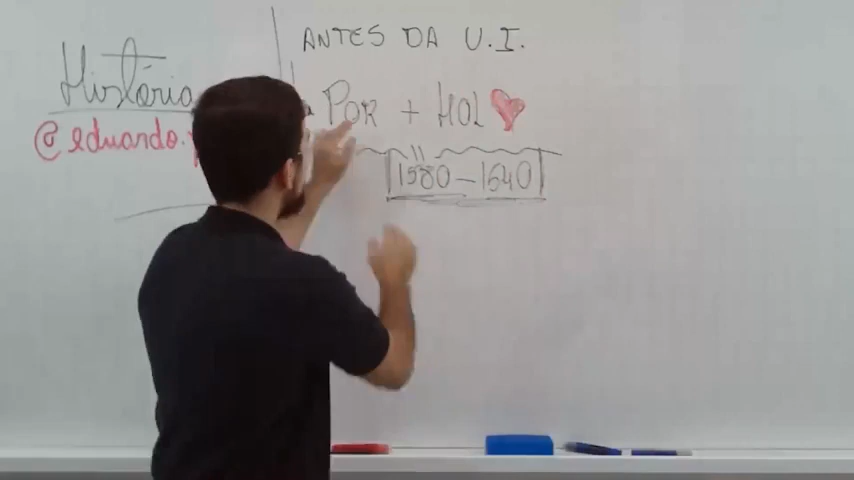 História
@eduardo.
ANTES DA U.I.
POR + HOL
1580 - 1640